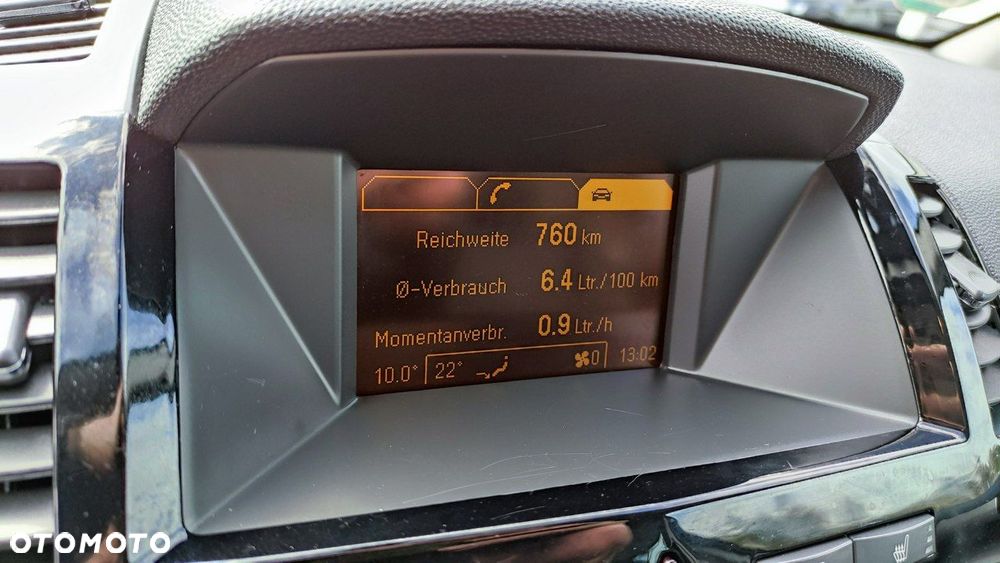 Reichweite 760 km
Ø-Verbrauch 6.4 Ltr./100 km
Momentanverbr. 0.9 Ltr./h
10.0° 22° 0 13:02
OTOMOTO